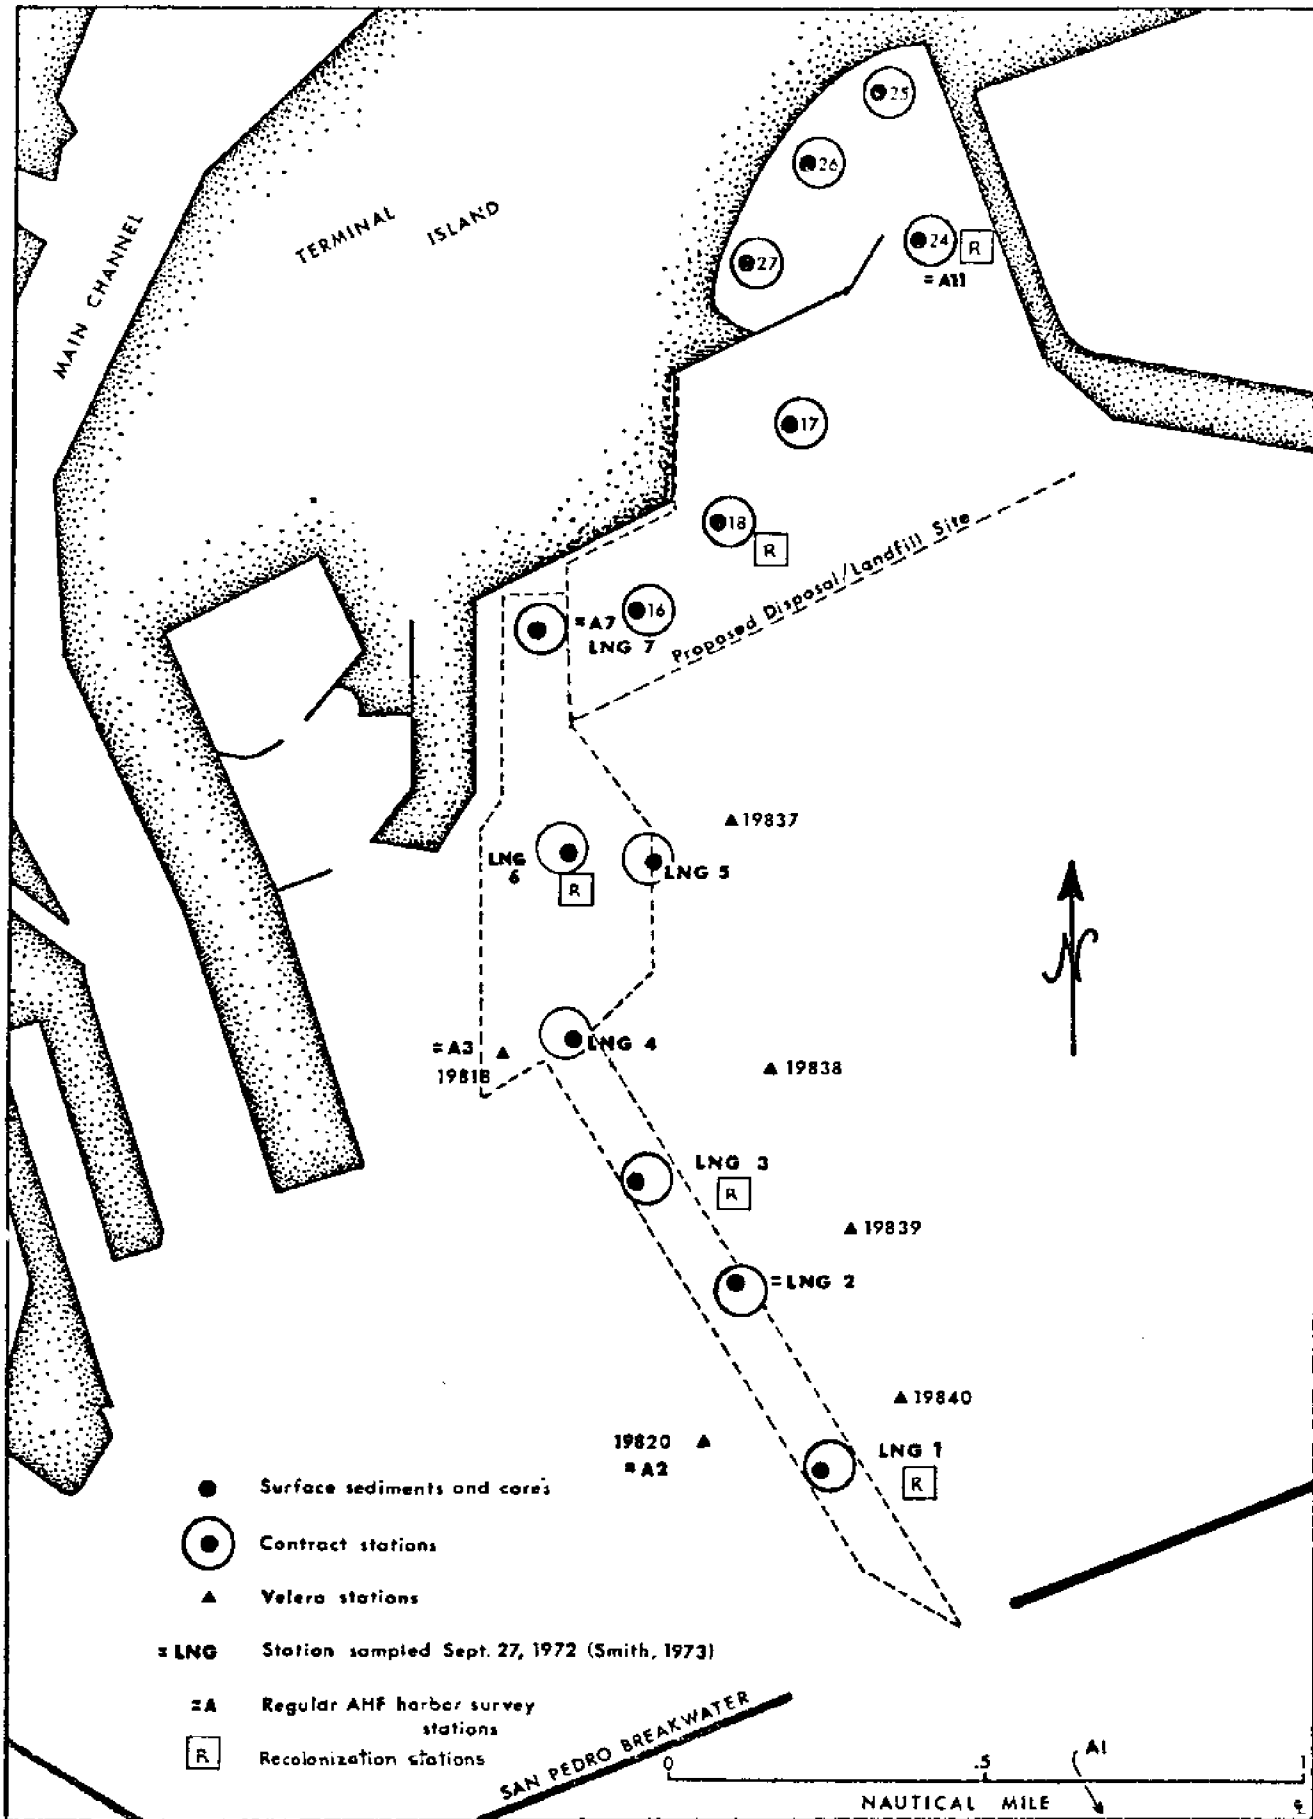 25
26
MAIN CHANNEL
TERMINAL ISLAND
24
R
27
=A11
17
18
R
Proposed Disposal/Landfill Site
16
=A7
LNG 7
19837
LNG
6
R
LNG 5
N
=A3
19818
LNG 4
19838
LNG 3
R
19839
=LNG 2
19840
19820
=A2
LNG 1
R
Surface sediments and cores
Contract stations
Velero stations
=LNG Station sampled Sept. 27, 1972 (Smith, 1973)
=A Regular AHF harbor survey
stations
R Recolonization stations
SAN PEDRO BREAKWATER
A1
0 .5 1
NAUTICAL MILE